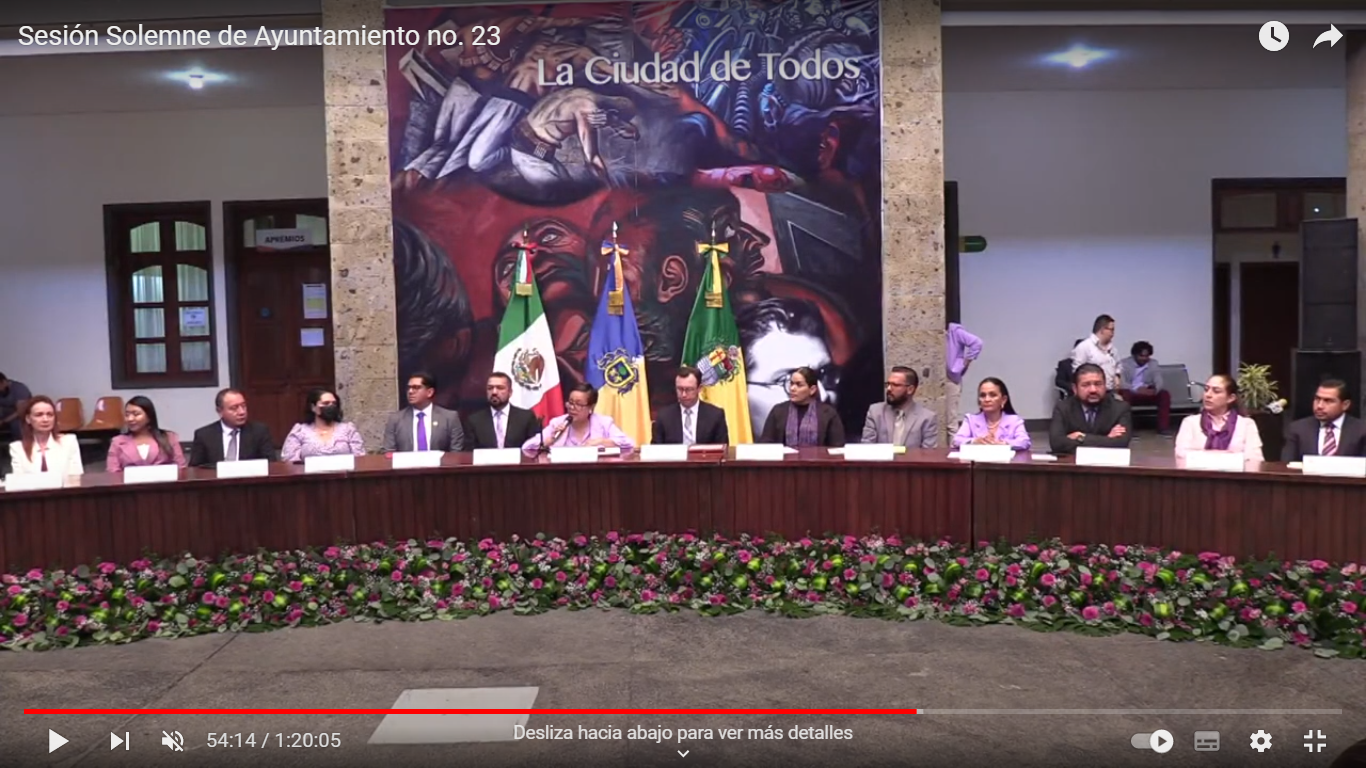 Sesión Solemne de Ayuntamiento no. 23
La Ciudad de Todos
APREMIOS
54:14 / 1:20:05
Desliza hacia abajo para ver más detalles